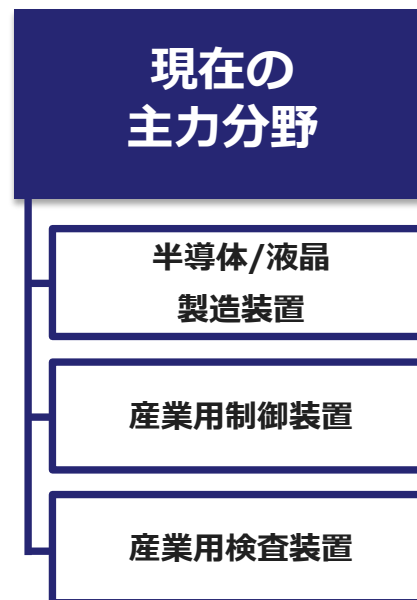 現在の
主力分野
半導体/液晶
製造装置
産業用制御装置
産業用検査装置